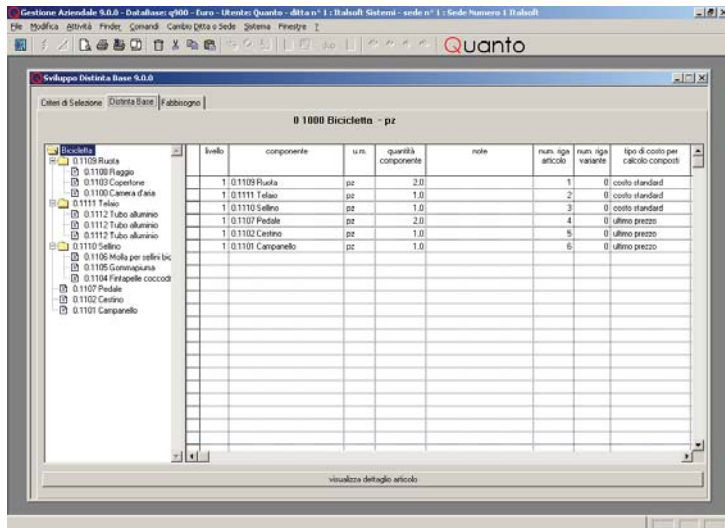 Gestione Aziendale 9.0.0 - DataBase: q900 - Euro - Utente: Quanto - ditta n° 1 : Italsoft Sistemi - sede n° 1 : Sede Numero 1 Italsoft
File Modifica Attività Finder Comandi Cambio Ditta o Sede Sistema Finestre ?
Quanto
Sviluppo Distinta Base 9.0.0
Criteri di Selezione Distinta Base Fabbisogno
0 1000 Bicicletta - pz
Bicicletta
0.1109 Ruota
0.1108 Raggio
0.1103 Copertone
0.1100 Camera d'aria
0.1111 Telaio
0.1112 Tubo alluminio
0.1112 Tubo alluminio
0.1112 Tubo alluminio
0.1110 Sellino
0.1106 Molla per sellini bic
0.1105 Gommapiuma
0.1104 Fintapelle coccodr
0.1107 Pedale
0.1102 Cestino
0.1101 Campanello
livello componente u.m. quantità componente note num. riga articolo num. riga variante tipo di costo per calcolo composti
1 0.1109 Ruota pz 2.0 1 0 costo standard
1 0.1111 Telaio pz 1.0 2 0 costo standard
1 0.1110 Sellino pz 1.0 3 0 costo standard
1 0.1107 Pedale pz 2.0 4 0 ultimo prezzo
1 0.1102 Cestino pz 1.0 5 0 ultimo prezzo
1 0.1101 Campanello pz 1.0 6 0 ultimo prezzo
visualizza dettaglio articolo